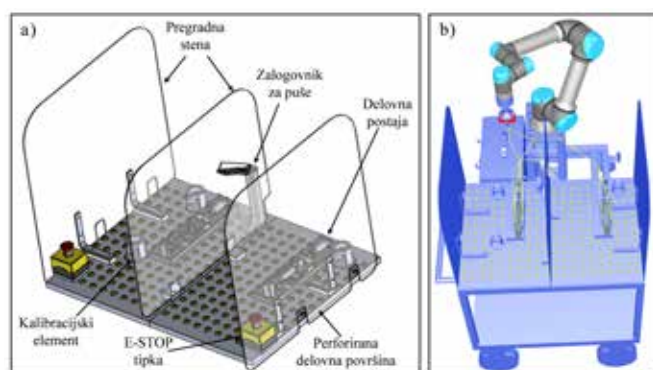 a)
Pregradna
stena
Zalogovnik
za puše
Delovna
postaja
Kalibracijski
element
E-STOP
tipka
Perforirana
delovna površina
b)